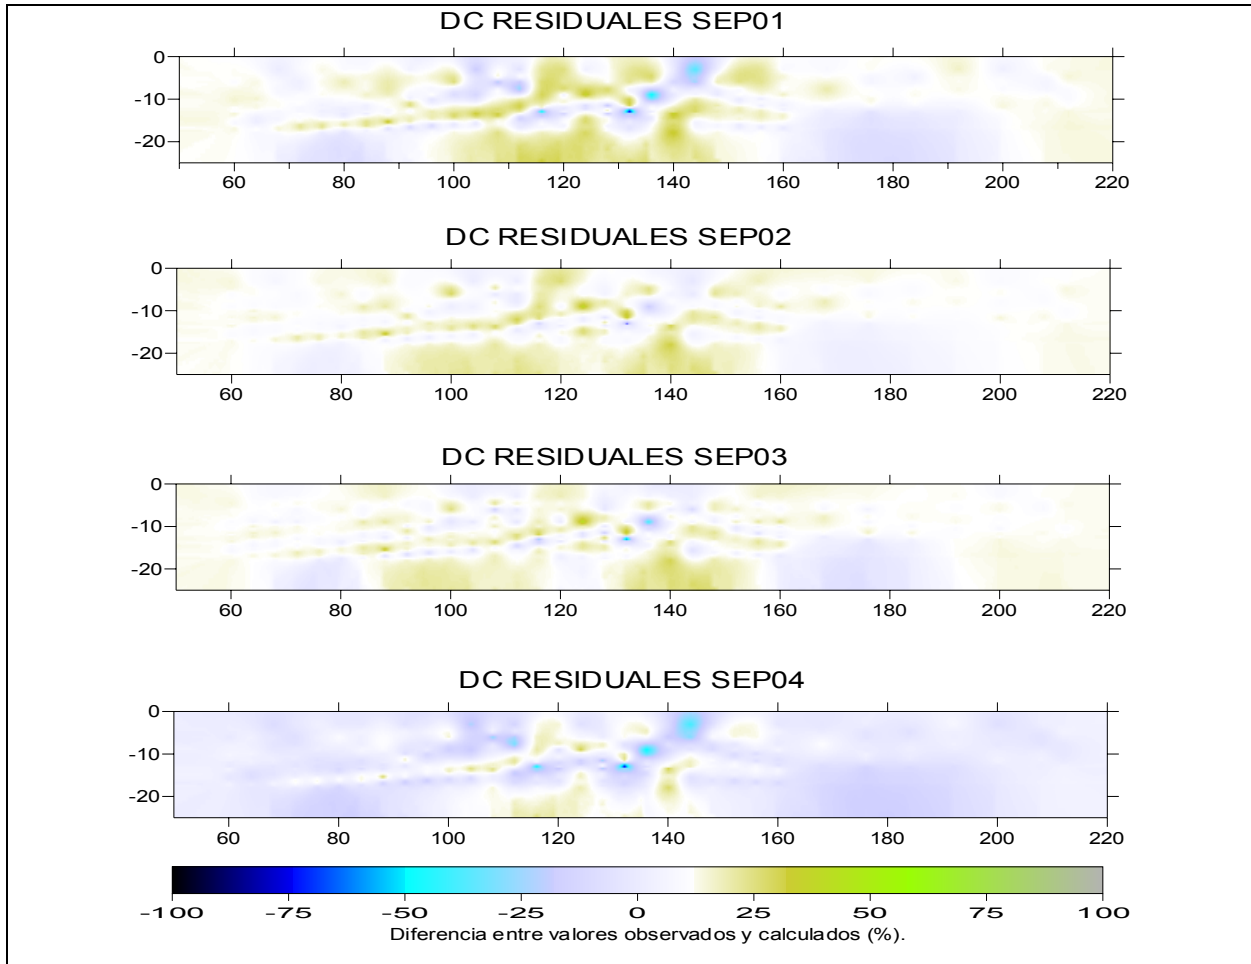 DC RESIDUALES SEP01
0
-10
-20
60 80 100 120 140 160 180 200 220
DC RESIDUALES SEP02
0
-10
-20
60 80 100 120 140 160 180 200 220
DC RESIDUALES SEP03
0
-10
-20
60 80 100 120 140 160 180 200 220
DC RESIDUALES SEP04
0
-10
-20
60 80 100 120 140 160 180 200 220
-100 -75 -50 -25 0 25 50 75 100
Diferencia entre valores observados y calculados (%).